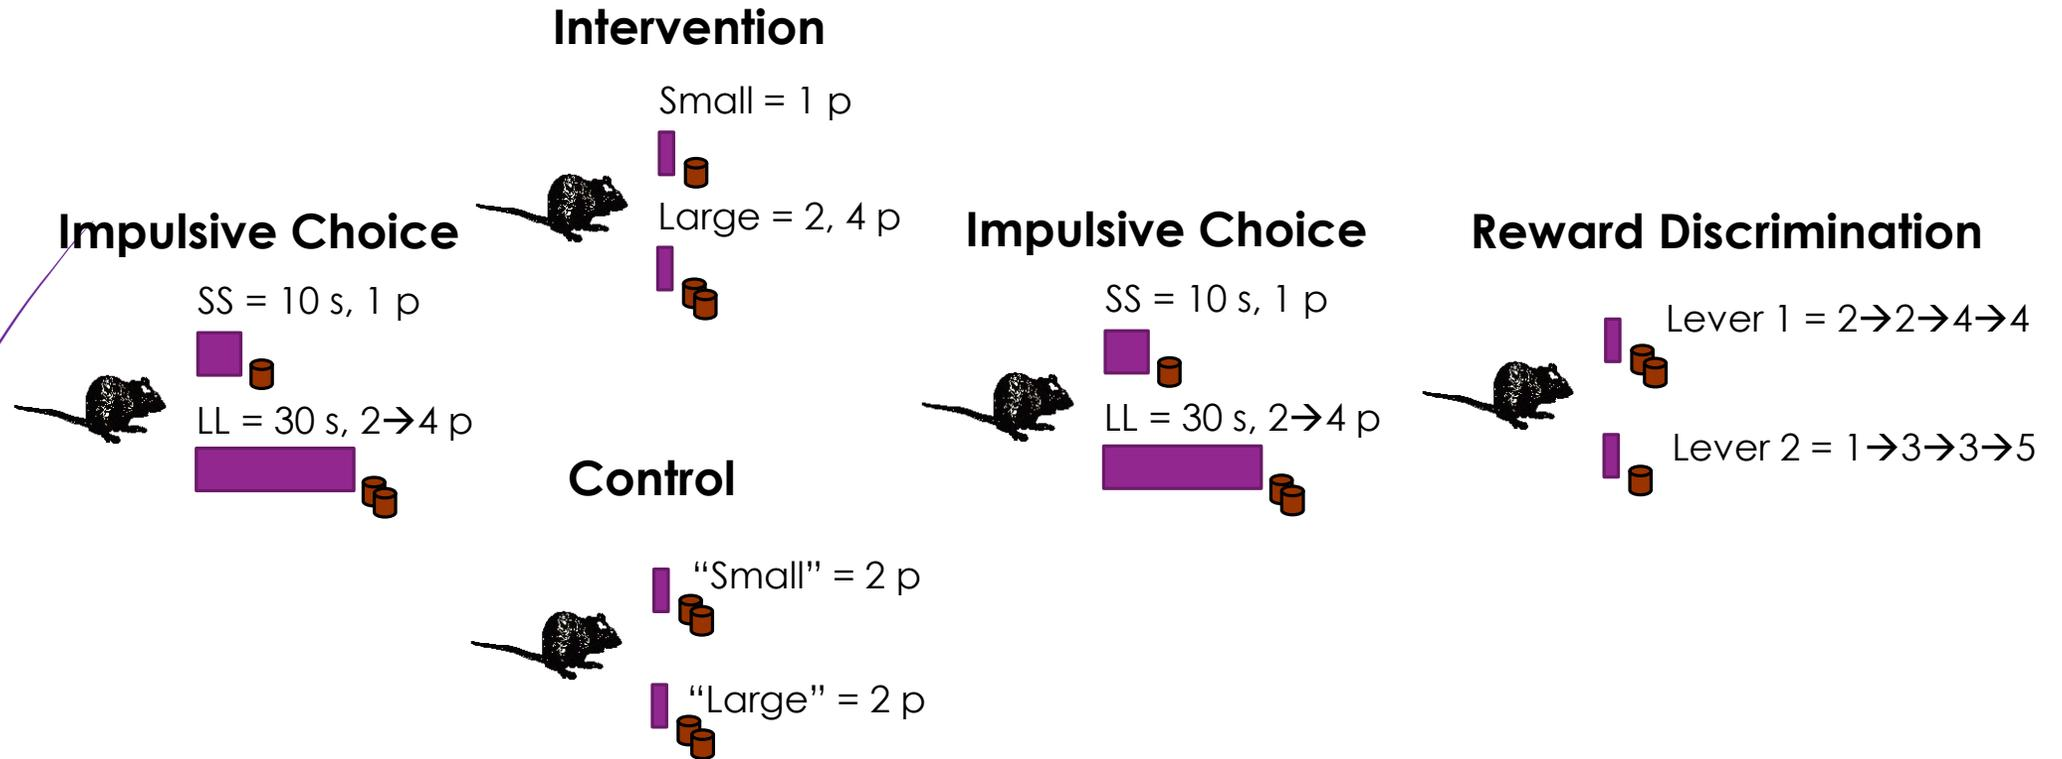 Intervention
Small = 1 p
Large = 2, 4 p
Impulsive Choice
SS = 10 s, 1 p
LL = 30 s, 2→4 p
Control
“Small” = 2 p
“Large” = 2 p
Impulsive Choice
SS = 10 s, 1 p
LL = 30 s, 2→4 p
Reward Discrimination
Lever 1 = 2→2→4→4
Lever 2 = 1→3→3→5